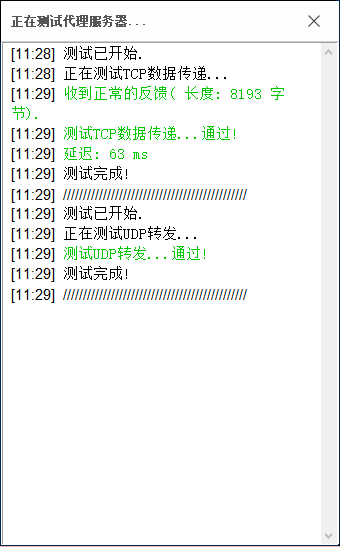 正在测试代理服务器...
[11:28] 测试已开始.
[11:28] 正在测试TCP数据传递...
[11:29] 收到正常的反馈( 长度: 8193 字
节).
[11:29] 测试TCP数据传递...通过!
[11:29] 延迟: 63 ms
[11:29] 测试完成!
[11:29] //////////////////////////////////////////////
[11:29] 测试已开始.
[11:29] 正在测试UDP转发...
[11:29] 测试UDP转发...通过!
[11:29] 测试完成!
[11:29] //////////////////////////////////////////////